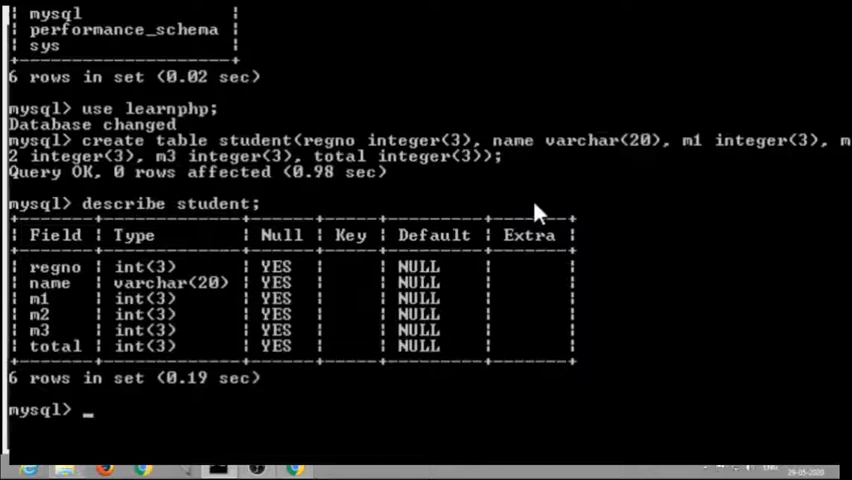 | mysql |
| performance_schema |
| sys |
+--------------------+
6 rows in set (0.02 sec)
mysql> use learnphp;
Database changed
mysql> create table student(regno integer(3), name varchar(20), m1 integer(3), m
2 integer(3), m3 integer(3), total integer(3));
Query OK, 0 rows affected (0.98 sec)
mysql> describe student;
+-------+-------------+------+-----+---------+-------+
| Field | Type | Null | Key | Default | Extra |
+-------+-------------+------+-----+---------+-------+
| regno | int(3) | YES | | NULL | |
| name | varchar(20) | YES | | NULL | |
| m1 | int(3) | YES | | NULL | |
| m2 | int(3) | YES | | NULL | |
| m3 | int(3) | YES | | NULL | |
| total | int(3) | YES | | NULL | |
+-------+-------------+------+-----+---------+-------+
6 rows in set (0.19 sec)
mysql> _
29-05-2020